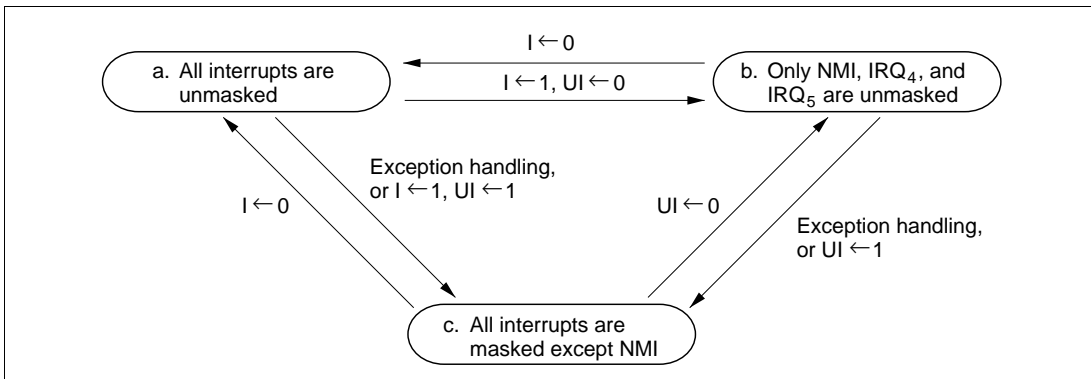 I ← 0
a. All interrupts are
unmasked
I ← 1, UI ← 0
b. Only NMI, IRQ4, and
IRQ5 are unmasked
Exception handling,
or I ← 1, UI ← 1
I ← 0
UI ← 0
Exception handling,
or UI ← 1
c. All interrupts are
masked except NMI